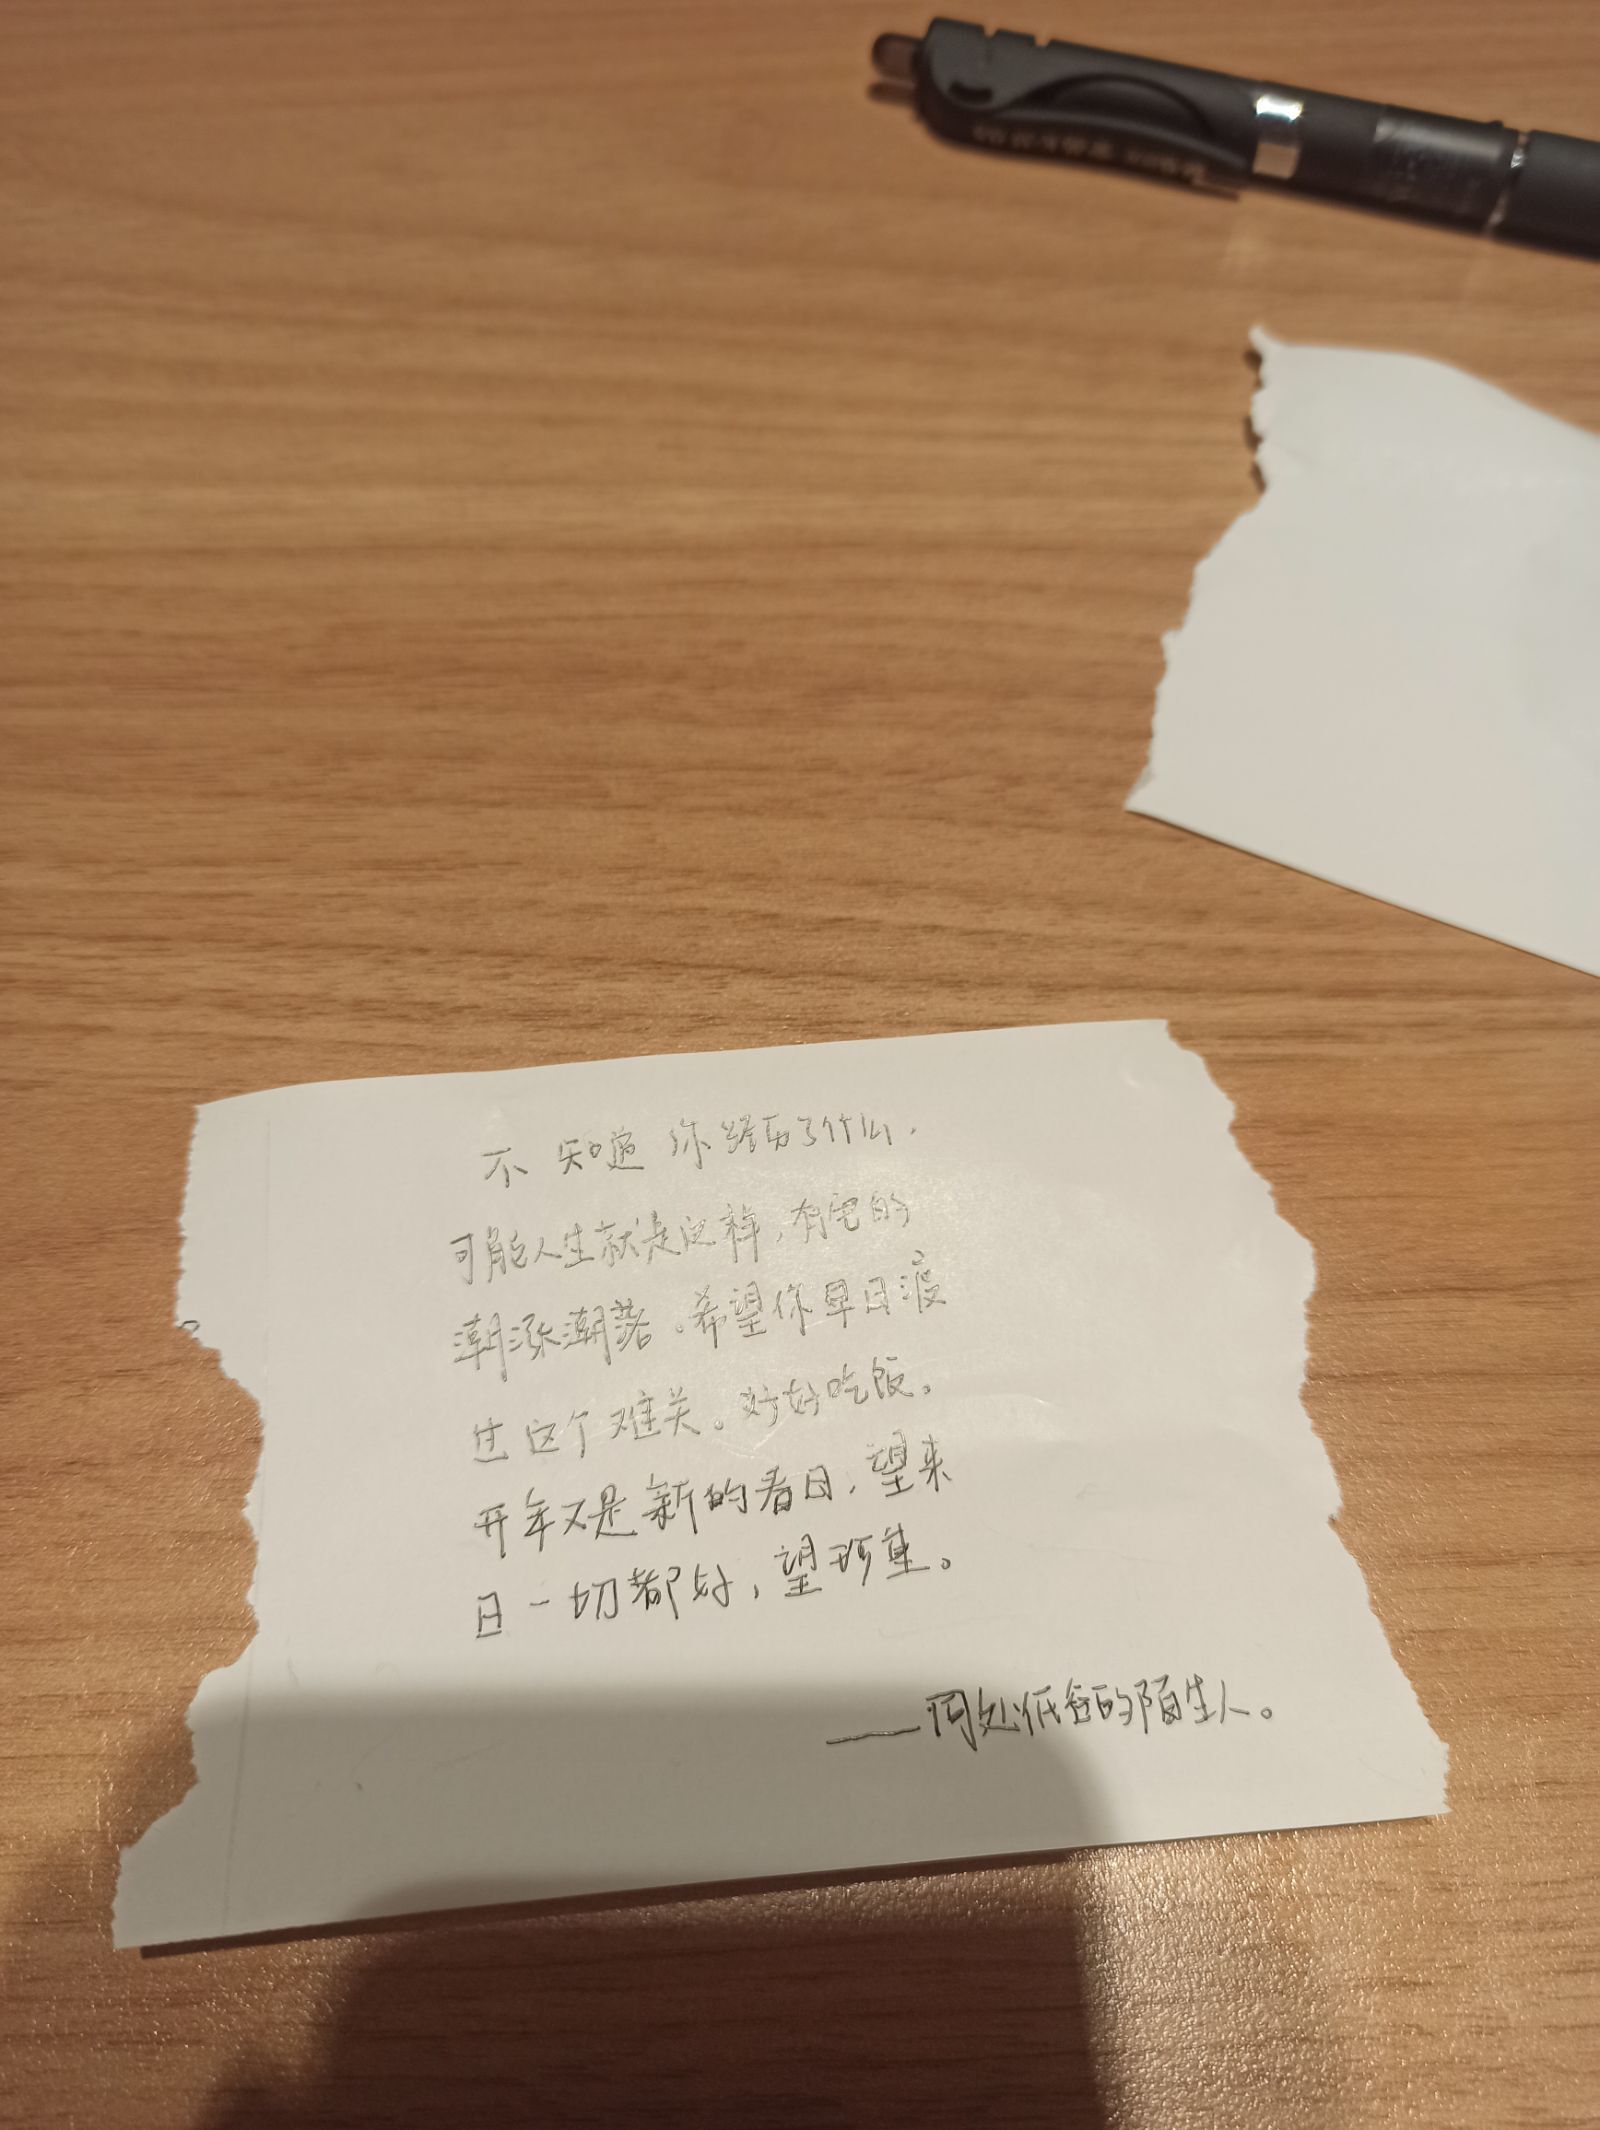 不知道你经历了什么，
可能人生就是这样，有它的
潮涨潮落。希望你早日渡
过这个难关。好好吃饭。
开年又是新的春日，望来
日一切都好，望珍重。
——同处低谷的陌生人。